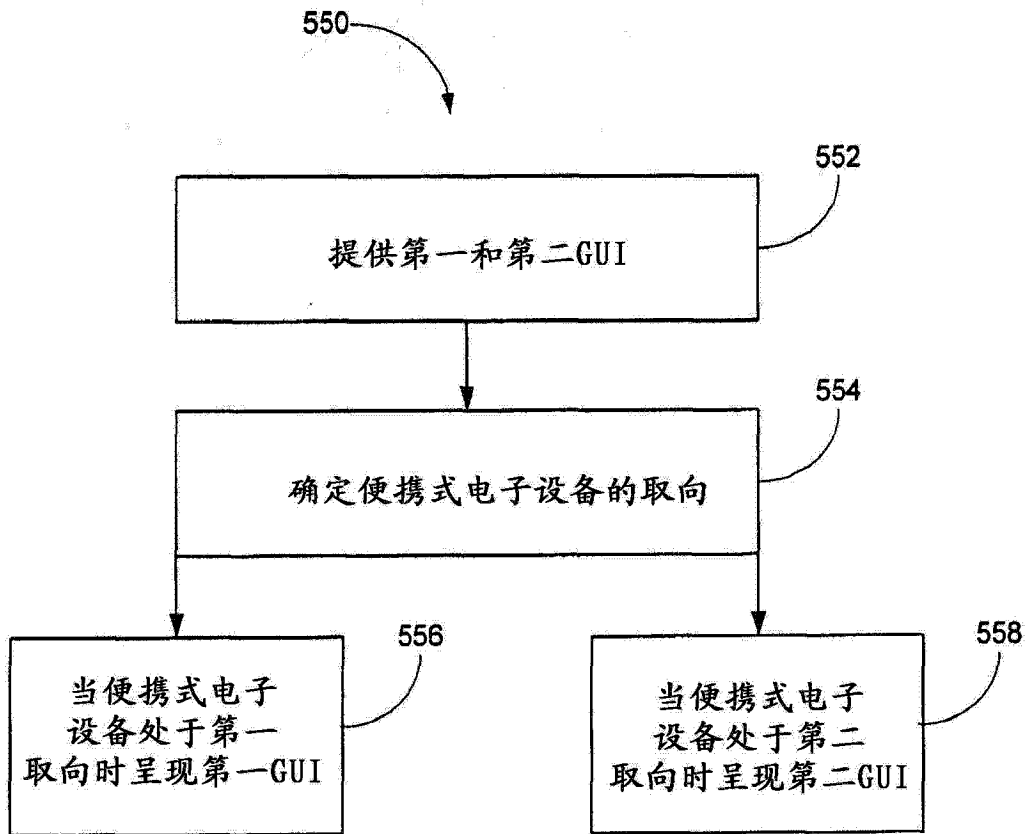 550
552
提供第一和第二GUI
554
确定便携式电子设备的取向
556
当便携式电子
设备处于第一
取向时呈现第一GUI
558
当便携式电子
设备处于第二
取向时呈现第二GUI